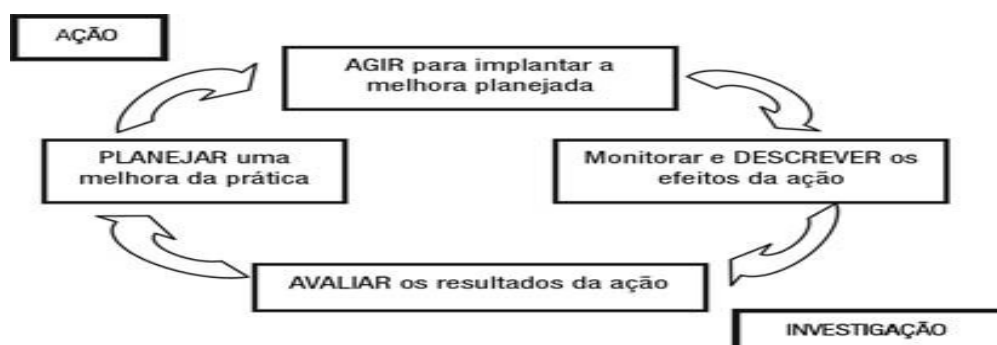 AÇÃO
AGIR para implantar a
melhora planejada
PLANEJAR uma
melhora da prática
Monitorar e DESCREVER os
efeitos da ação
AVALIAR os resultados da ação
INVESTIGAÇÃO